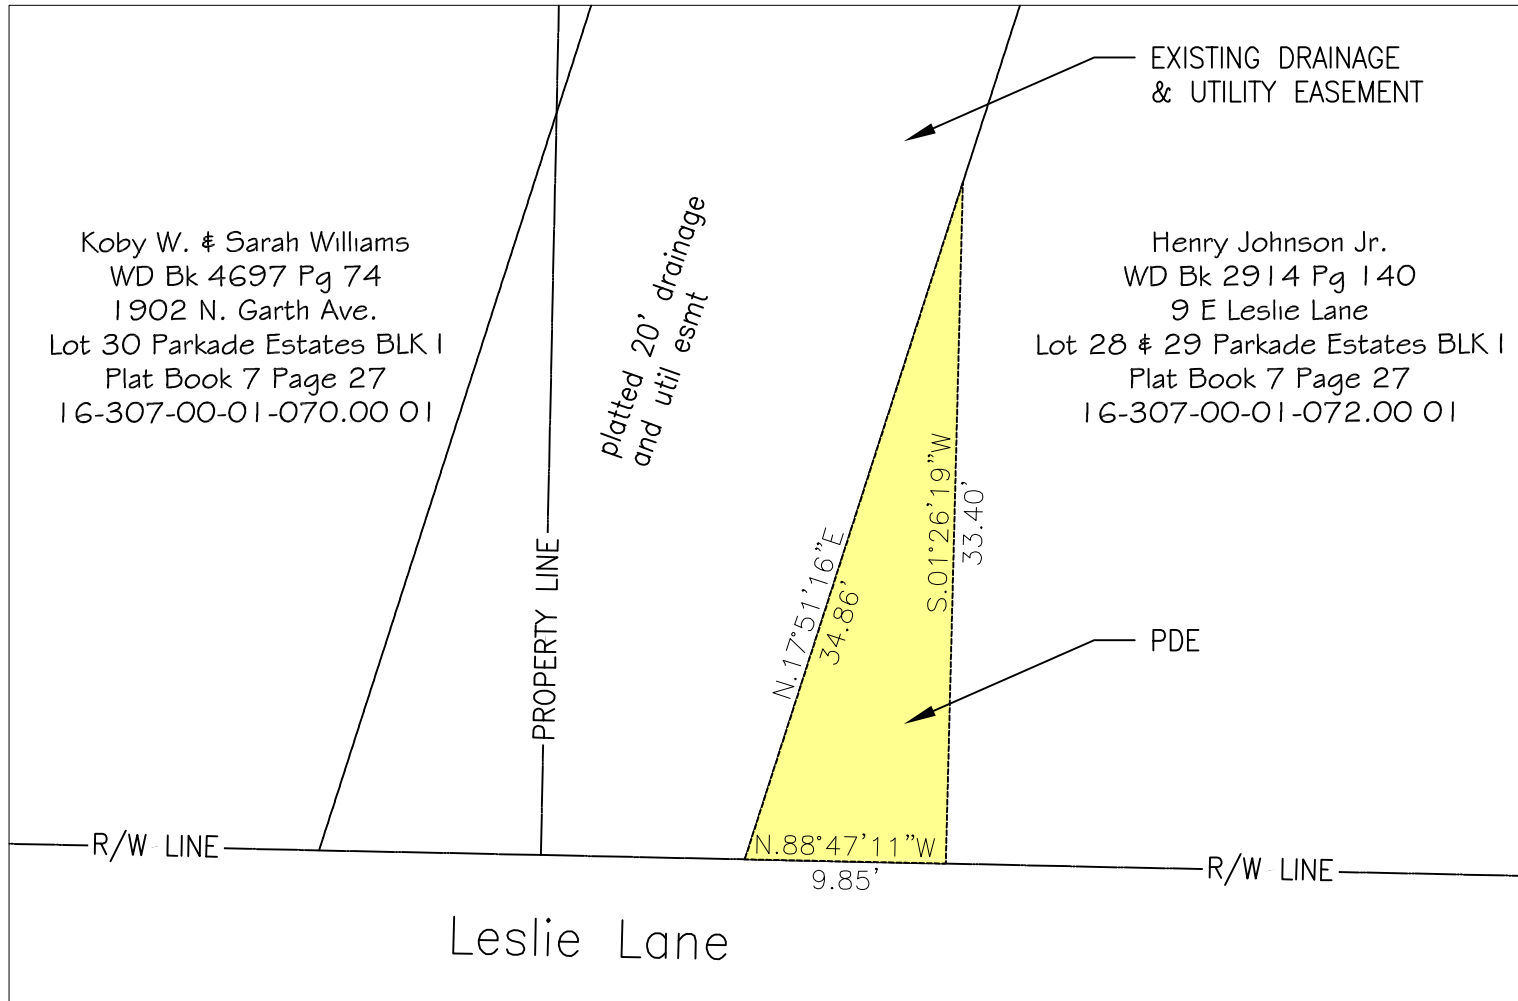 EXISTING DRAINAGE
& UTILITY EASEMENT
Koby W. & Sarah Williams
WD Bk 4697 Pg 74
1902 N. Garth Ave.
Lot 30 Parkade Estates BLK I
Plat Book 7 Page 27
16-307-00-01-070.00 01
platted 20' drainage
and util esmt
Henry Johnson Jr.
WD Bk 2914 Pg 140
9 E Leslie Lane
Lot 28 & 29 Parkade Estates BLK I
Plat Book 7 Page 27
16-307-00-01-072.00 01
PROPERTY LINE
N.17°51'16"E
34.86'
S.01°26'19"W
33.40'
PDE
R/W LINE
N.88°47'11"W
9.85'
R/W LINE
Leslie Lane